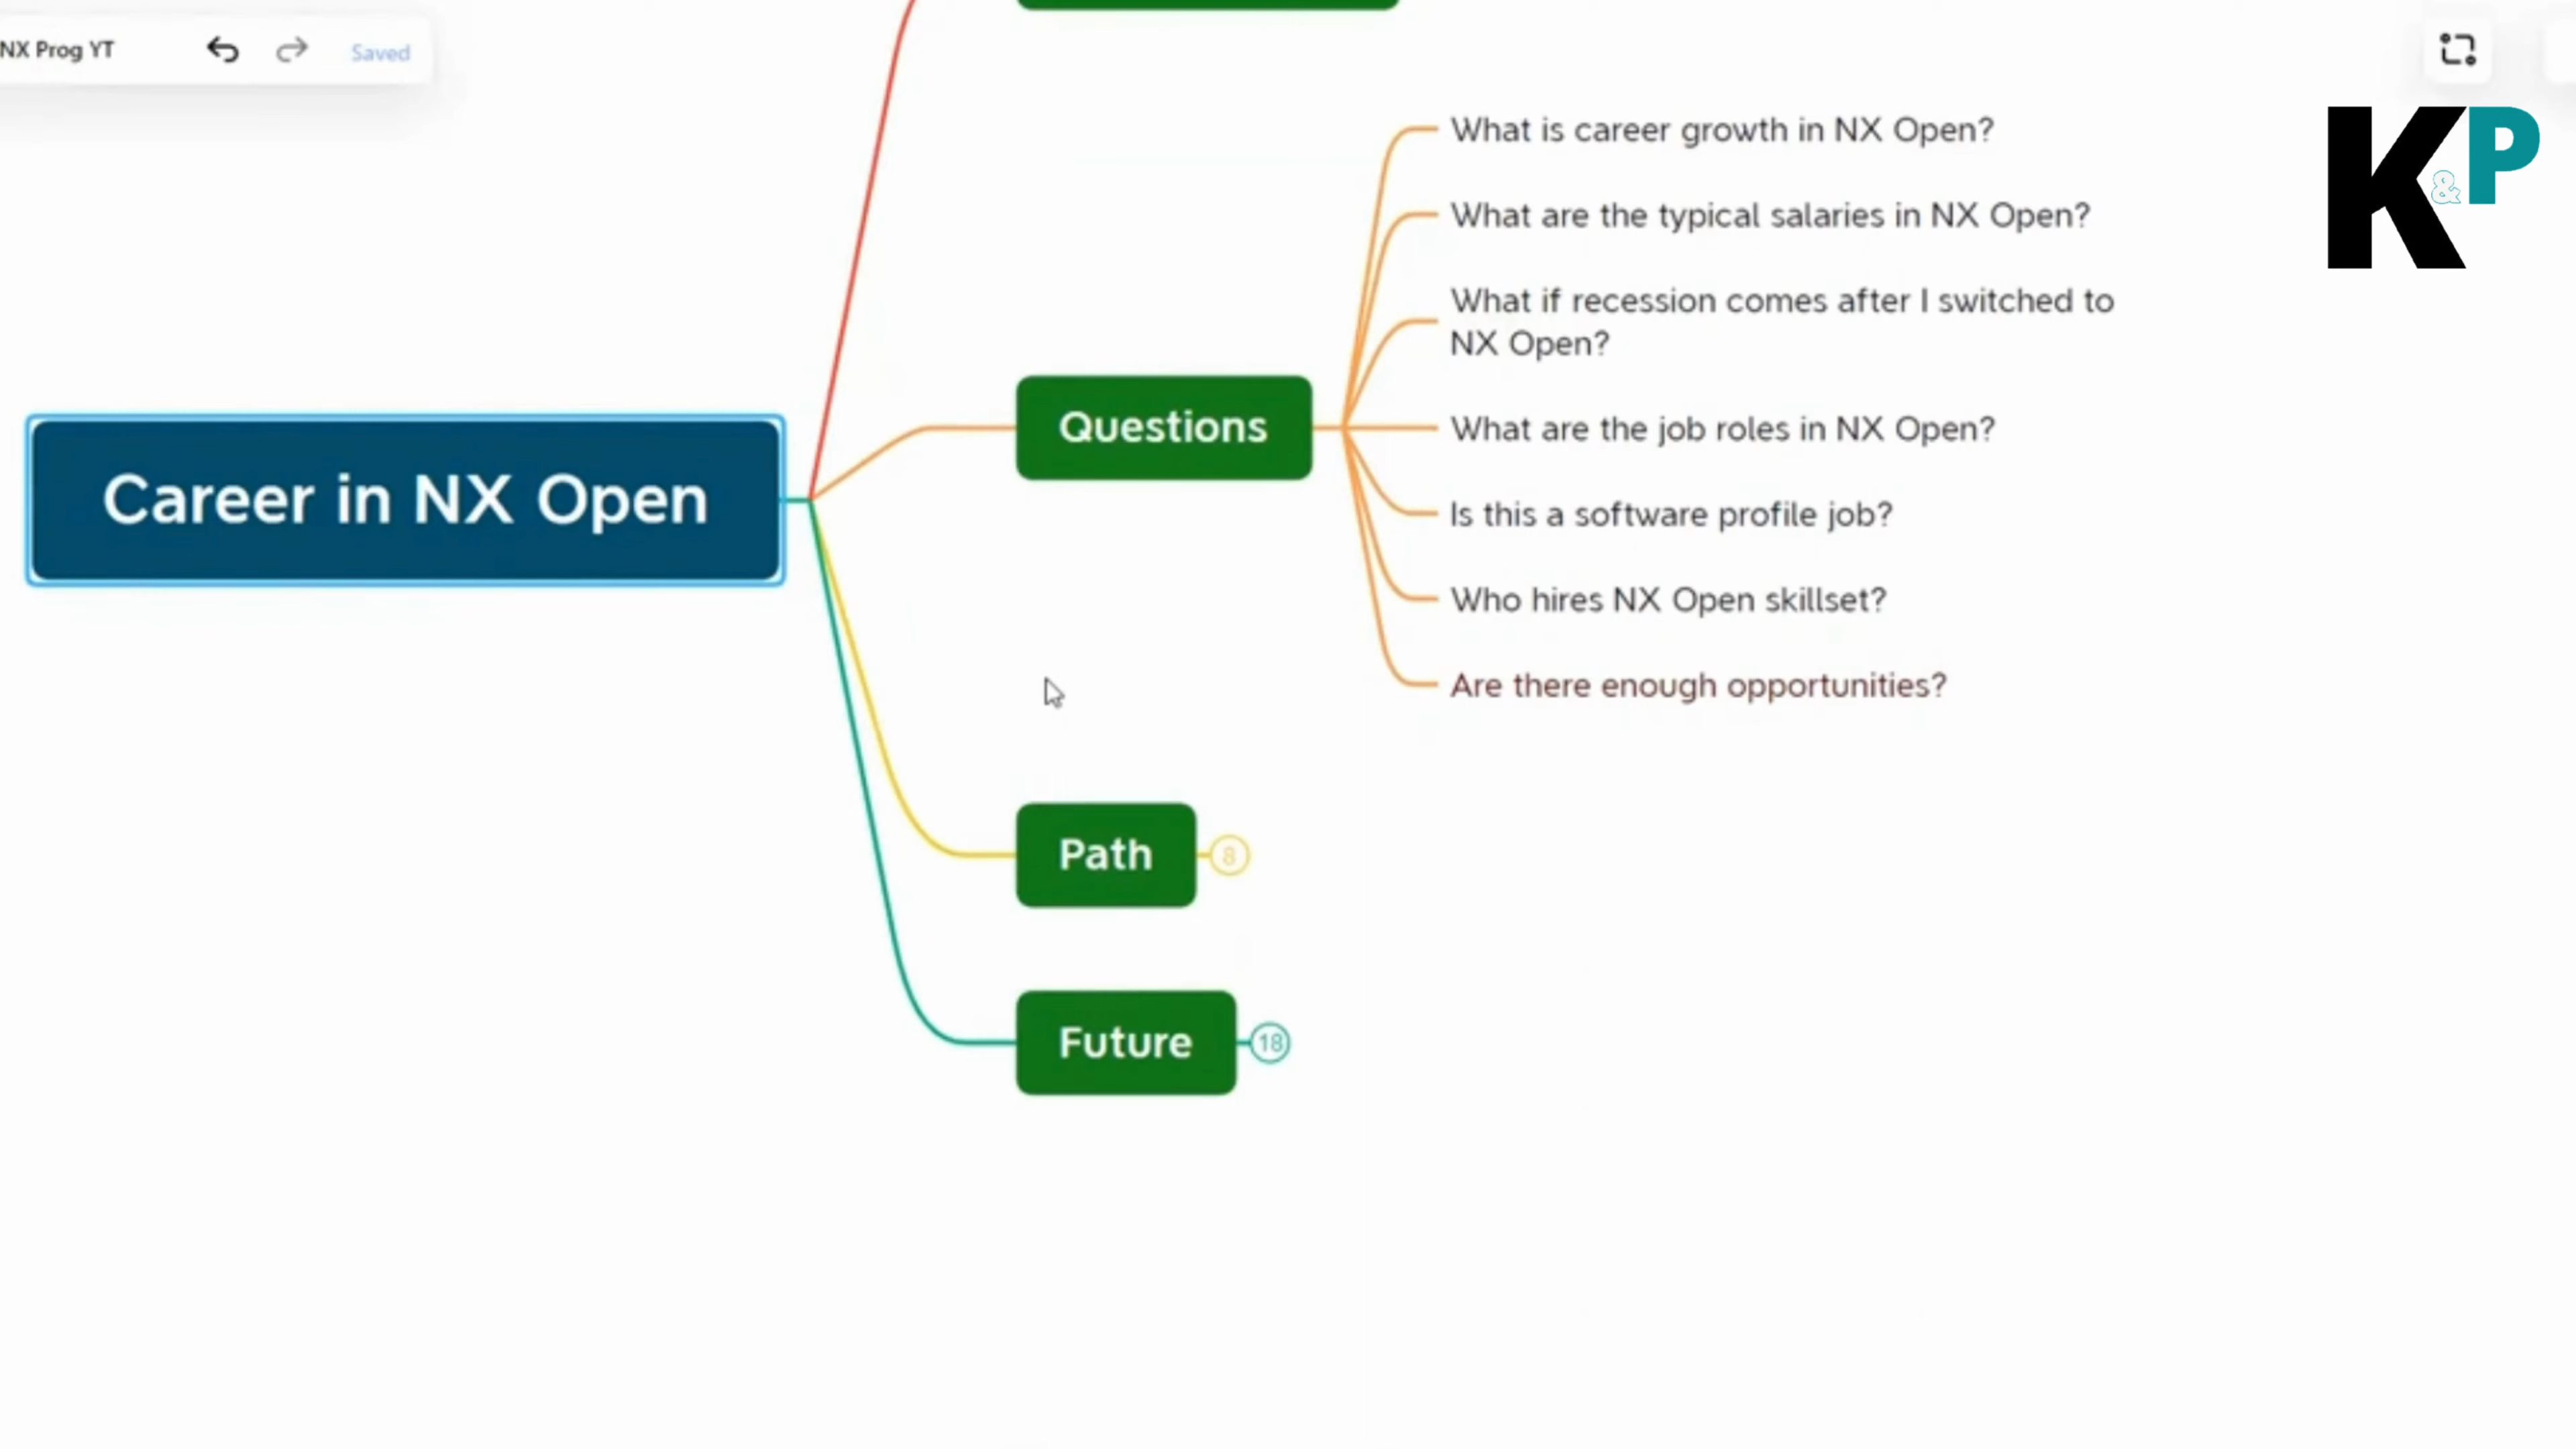 NX Prog YT
Saved
K&P
What is career growth in NX Open?
What are the typical salaries in NX Open?
What if recession comes after I switched to
NX Open?
Questions
What are the job roles in NX Open?
Career in NX Open
Is this a software profile job?
Who hires NX Open skillset?
Are there enough opportunities?
Path
8
Future
18